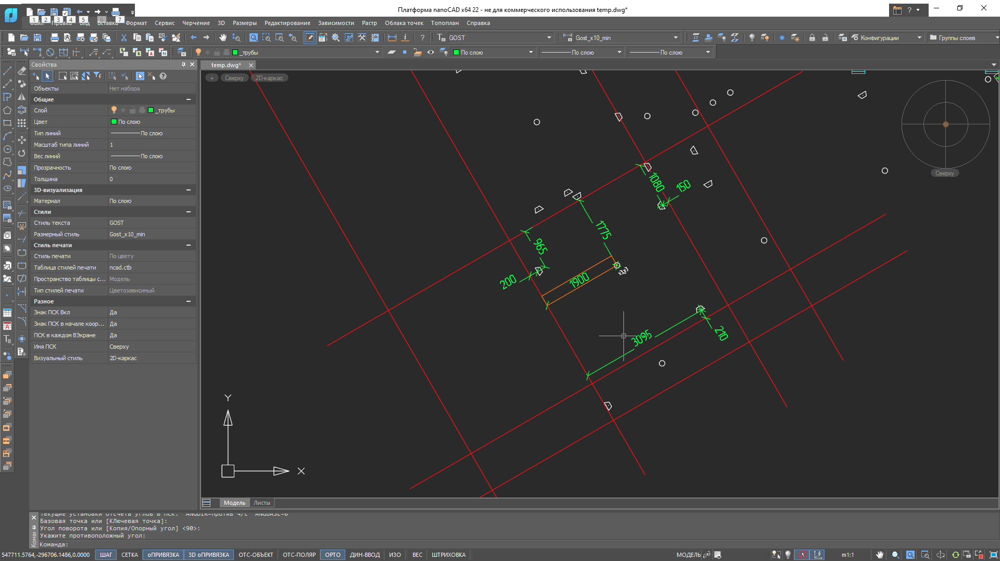 Платформа nanoCAD x64 22 - не для коммерческого использования temp.dwg*
1 2 3 4 5 6 7
Файл Правка Вид Вставка Формат Сервис Черчение 3D Размеры Редактирование Зависимости Растр Облака точек Топоплан Справка
GOST Gost_x10_min Конфигурации Группы слоев
_трубы По слою По слою По слою
Свойства
temp.dwg*
+ Сверху 2D-каркас
Объекты Нет набора
Общие
Слой _трубы
Цвет По слою
Тип линий По слою
Масштаб типа линий 1
Вес линий По слою
Прозрачность По слою
Толщина 0
3D-визуализация
Материал По слою
Стили
Стиль текста GOST
Размерный стиль Gost_x10_min
Стиль печати
Стиль печати По цвету
Таблица стилей печати ncad.ctb
Пространство таблицы с... Модель
Тип стилей печати Цветозависимый
Разное
Знак ПСК Вкл Да
Знак ПСК в начале коор... Да
ПСК в каждом ВЭкране Да
Имя ПСК Сверху
Визуальный стиль 2D-каркас
Сверху
1080
150
1775
965
200
1900
3095
210
Y
X
Модель Листы
Текущие установки отсчета углов в ПСК: ANGDIR=против ч/с ANGBASE=0
Базовая точка или [КЛючевая точка]:
Угол поворота или [Копия/Опорный угол] <90>:
Укажите противоположный угол:
Команда:
547711.5764,-296706.1486,0.0000 ШАГ СЕТКА оПРИВЯЗКА 3D оПРИВЯЗКА ОТС-ОБЪЕКТ ОТС-ПОЛЯР ОРТО ДИН-ВВОД ИЗО ВЕС ШТРИХОВКА МОДЕЛЬ m1:1